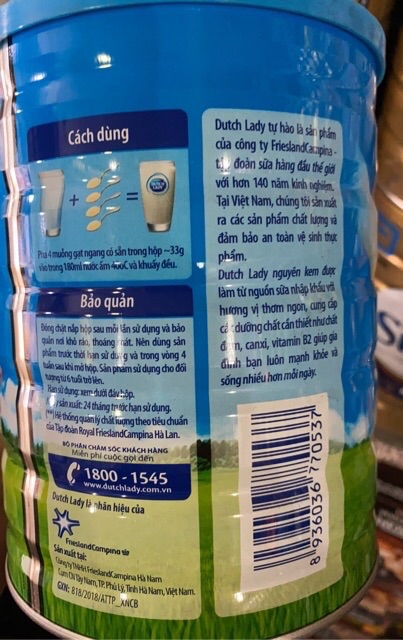 Cách dùng
DUTCH LADY
Pha 4 muỗng gạt ngang có sẵn trong hộp ~33g
vào trong 180ml nước ấm 40oC và khuấy đều.
Bảo quản
Đóng chặt nắp hộp sau mỗi lần sử dụng và bảo
quản nơi khô ráo, thoáng mát. Nên dùng sản
phẩm trước thời hạn sử dụng và trong vòng 4
tuần sau khi mở hộp. Sản phẩm sử dụng cho đối
tượng từ 6 tuổi trở lên.
Hạn sử dụng: xem dưới đáy hộp.
sản xuất: 24 tháng trước hạn sử dụng.
(**) Hệ thống quản lý chất lượng theo tiêu chuẩn
của Tập đoàn Royal FrieslandCampina Hà Lan.
BỘ PHẬN CHĂM SÓC KHÁCH HÀNG
Miễn phí cuộc gọi đến
1800 - 1545
www.dutchlady.com.vn
Dutch Lady là nhãn hiệu của
FrieslandCampina
Sản xuất tại:
Công ty TNHH FrieslandCampina Hà Nam
Cụm CN Tây Nam, TP. Phủ Lý, Tỉnh Hà Nam, Việt Nam.
GXN: 818/2018/ATTP_XNCB
Dutch Lady tự hào là sản phẩm
của công ty FrieslandCampina -
tập đoàn sữa hàng đầu thế giới
với hơn 140 năm kinh nghiệm.
Tại Việt Nam, chúng tôi sản xuất
ra các sản phẩm chất lượng và
đảm bảo an toàn vệ sinh thực
phẩm.
Dutch Lady nguyên kem được
làm từ nguồn sữa nhập khẩu với
hương vị thơm ngon, cung cấp
các dưỡng chất cần thiết như chất
đạm, canxi, vitamin B2 giúp gia
đình bạn luôn mạnh khỏe và
sống nhiều hơn mỗi ngày.
8 936036 770537